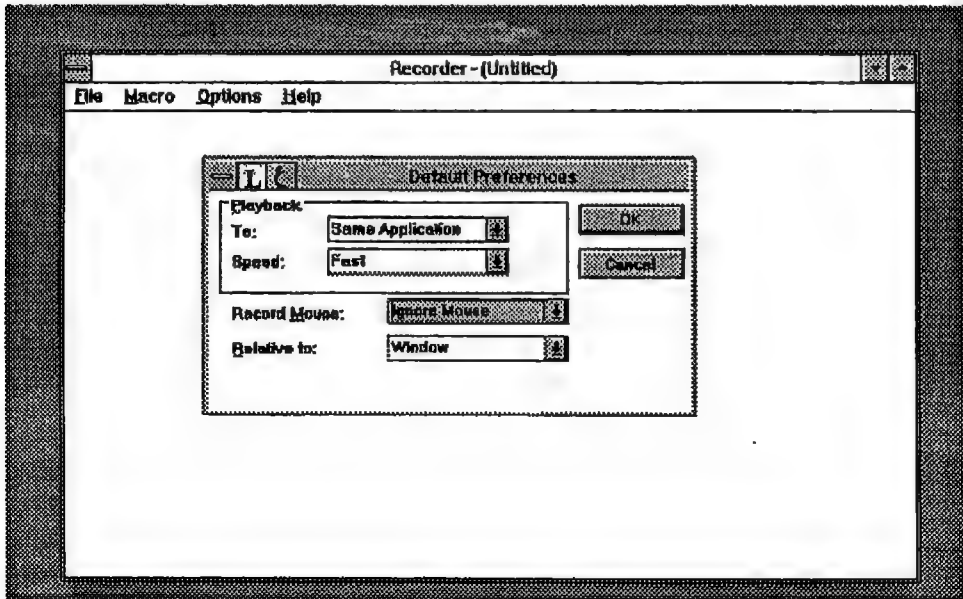 Recorder - (Untitled)
File Macro Options Help
Default Preferences
Playback
To: Same Application
OK
Speed: Fast
Cancel
Record Mouse: Ignore Mouse
Relative to: Window